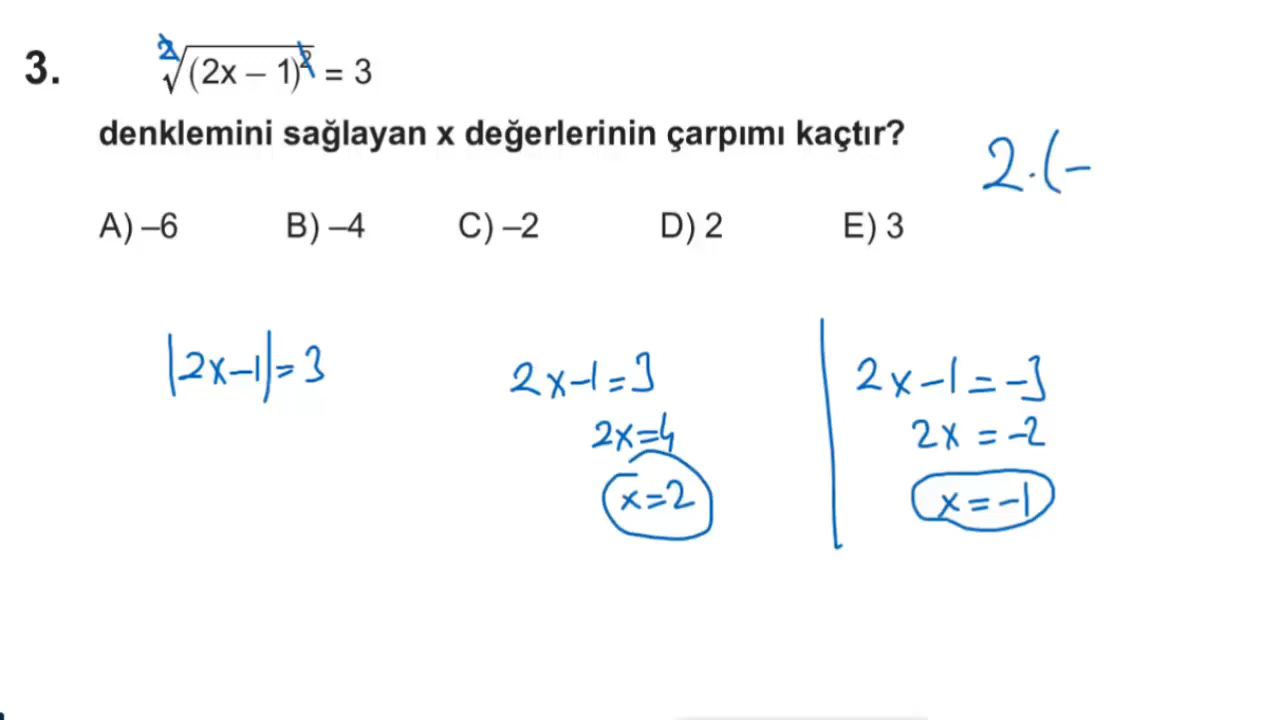 3. ²√(2x – 1)² = 3
denklemini sağlayan x değerlerinin çarpımı kaçtır?
2.(-
A) –6 B) –4 C) –2 D) 2 E) 3
|2x-1|=3
2x-1=3
2x=4
x=2
2x-1=-3
2x=-2
x=-1